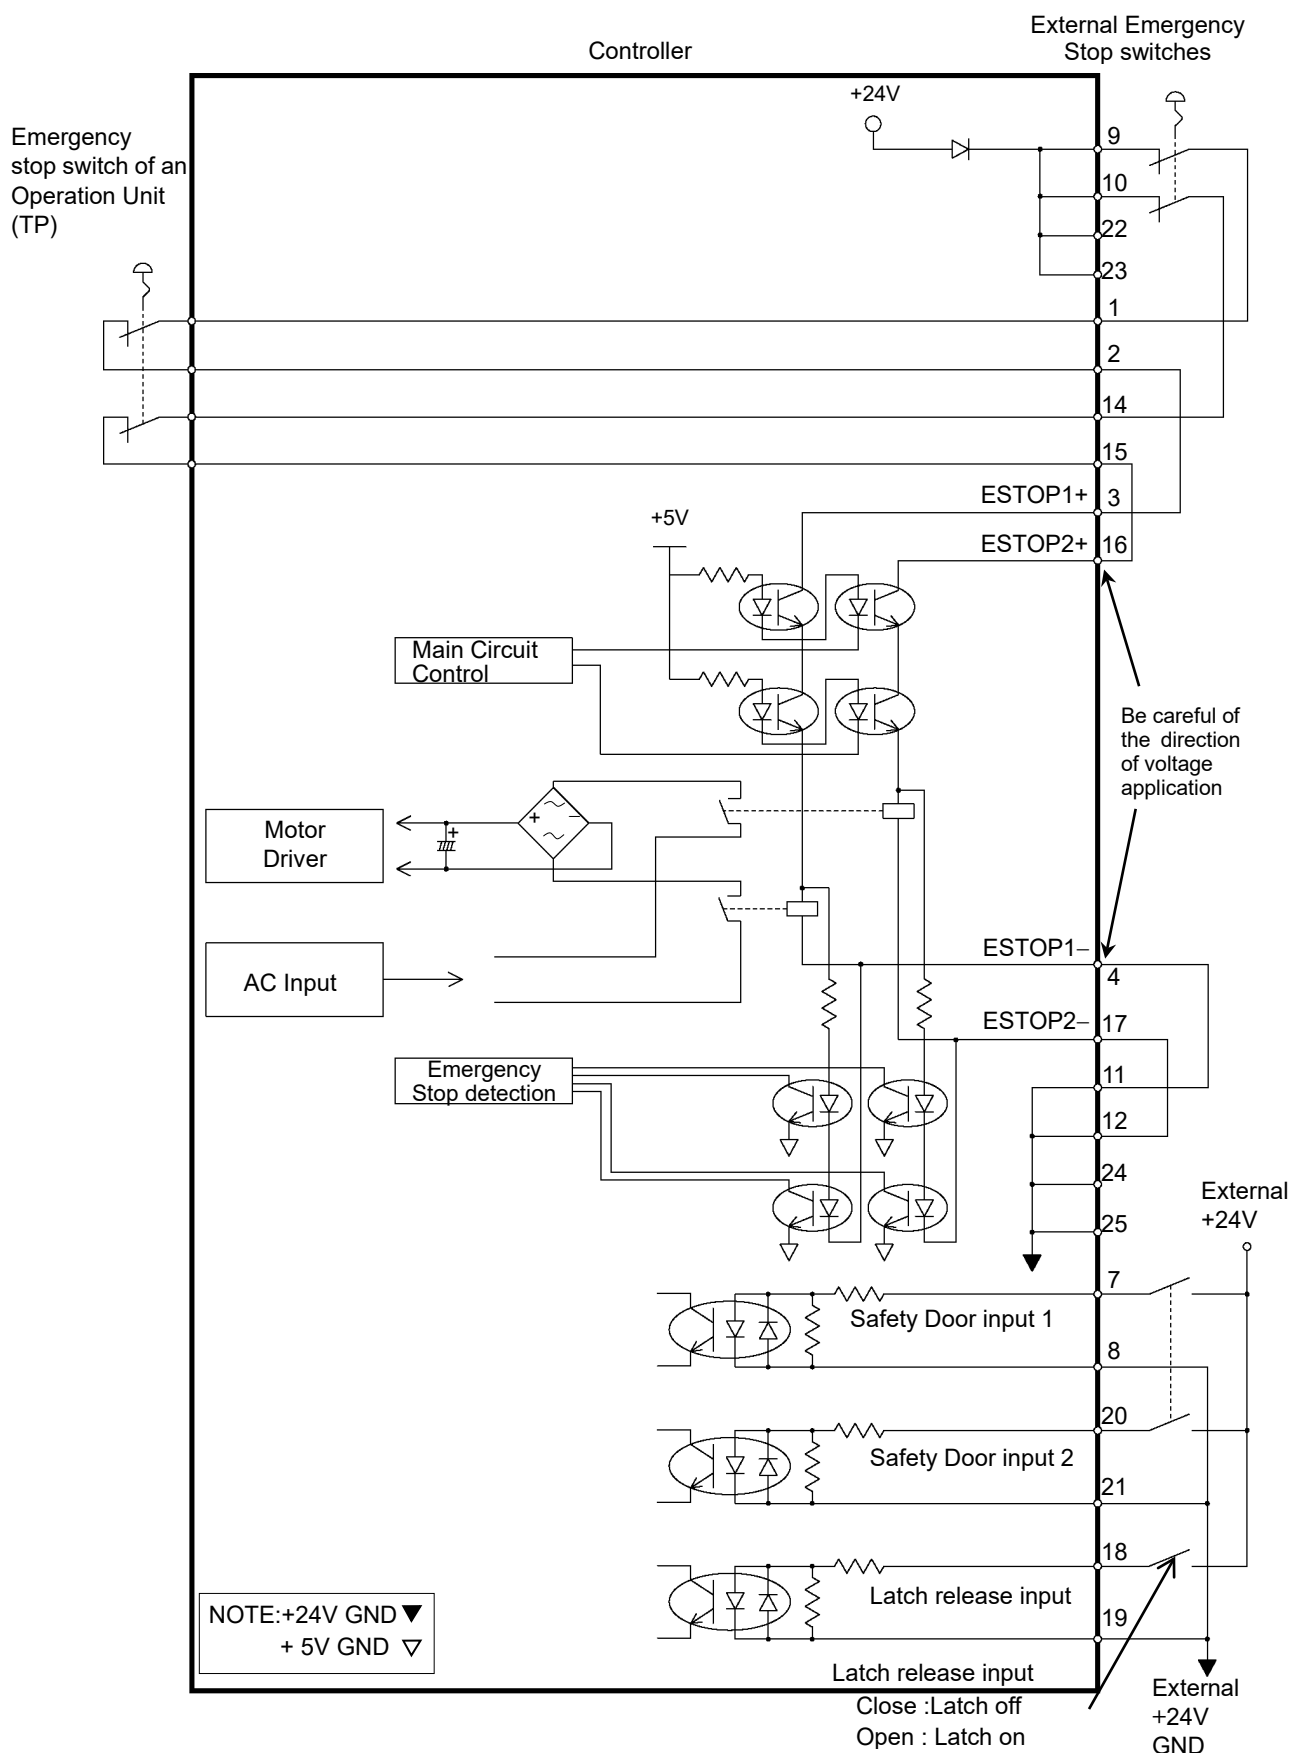 Controller
External Emergency
Stop switches
+24V
Emergency
stop switch of an
Operation Unit
(TP)
9
10
22
23
1
2
14
15
ESTOP1+ 3
+5V
ESTOP2+ 16
Main Circuit
Control
Be careful of
the direction
of voltage
application
Motor
Driver
+
–
+
ESTOP1–
4
AC Input
ESTOP2– 17
Emergency
Stop detection
11
12
24
25
External
+24V
7
Safety Door input 1
8
20
Safety Door input 2
21
18
Latch release input
19
NOTE:+24V GND
+ 5V GND
Latch release input
Close :Latch off
Open : Latch on
External
+24V
GND